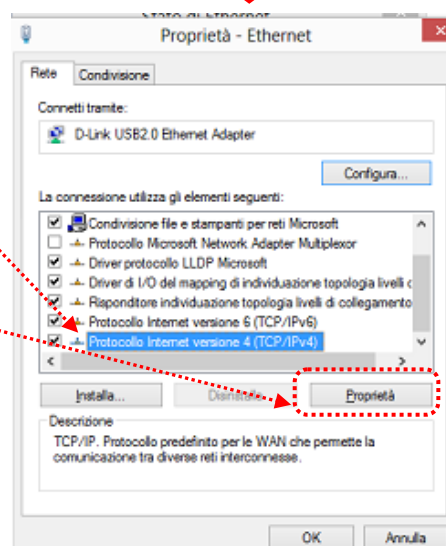 Stato di Ethernet
Proprietà - Ethernet
Rete Condivisione
Connetti tramite:
D-Link USB2.0 Ethernet Adapter
Configura...
La connessione utilizza gli elementi seguenti:
Condivisione file e stampanti per reti Microsoft
Protocollo Microsoft Network Adapter Multiplexor
Driver protocollo LLDP Microsoft
Driver di I/O del mapping di individuazione topologia livelli c
Risponditore individuazione topologia livelli di collegamento
Protocollo Internet versione 6 (TCP/IPv6)
Protocollo Internet versione 4 (TCP/IPv4)
Installa... Disinstalla Proprietà
Descrizione
TCP/IP. Protocollo predefinito per le WAN che permette la
comunicazione tra diverse reti interconnesse.
OK Annulla